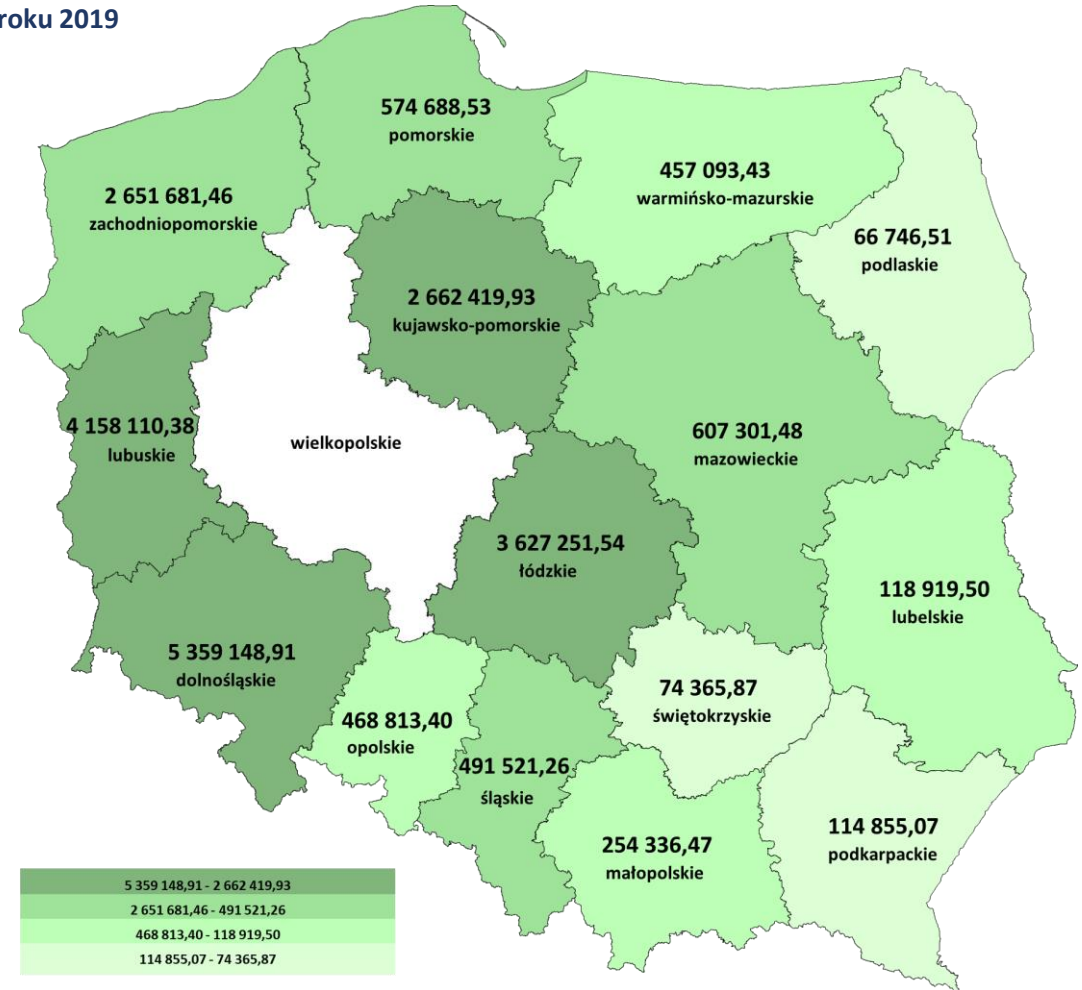 roku 2019
574 688,53
pomorskie
457 093,43
warmińsko-mazurskie
2 651 681,46
zachodniopomorskie
66 746,51
podlaskie
2 662 419,93
kujawsko-pomorskie
4 158 110,38
lubuskie
wielkopolskie
607 301,48
mazowieckie
3 627 251,54
łódzkie
118 919,50
lubelskie
5 359 148,91
dolnośląskie
74 365,87
świętokrzyskie
468 813,40
opolskie
491 521,26
śląskie
254 336,47
małopolskie
114 855,07
podkarpackie
5 359 148,91 - 2 662 419,93
2 651 681,46 - 491 521,26
468 813,40 - 118 919,50
114 855,07 - 74 365,87